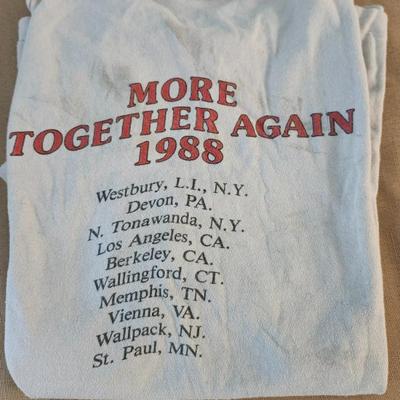 MORE
TOGETHER AGAIN
1988
Westbury, L.I., N.Y.
Devon, PA.
N. Tonawanda, N.Y.
Los Angeles, CA.
Berkeley, CA.
Wallingford, CT.
Memphis, TN.
Vienna, VA.
Wallpack, NJ.
St. Paul, MN.